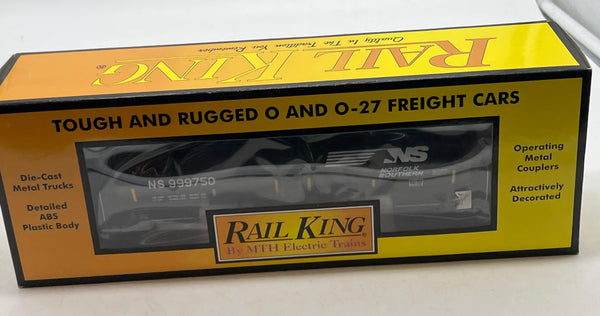 RAIL KING®
Quality In The Tradition You Remember
TOUGH AND RUGGED O AND O-27 FREIGHT CARS
Die-Cast
Metal Trucks
Detailed
ABS
Plastic Body
NS 999750
NS
NORFOLK
SOUTHERN
Operating
Metal
Couplers
Attractively
Decorated
RAIL KING®
By MTH Electric Trains